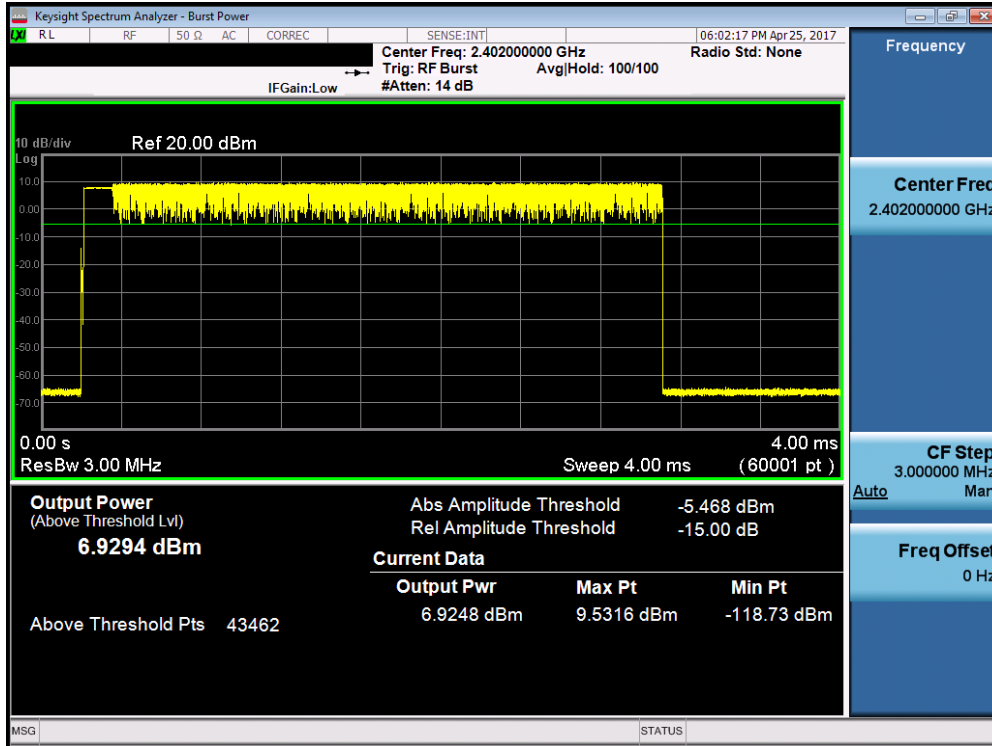 Keysight Spectrum Analyzer - Burst Power
LXI RL RF 50 Ω AC CORREC SENSE:INT 06:02:17 PM Apr 25, 2017
Center Freq: 2.402000000 GHz Radio Std: None
Trig: RF Burst Avg|Hold: 100/100
IFGain:Low #Atten: 14 dB
Frequency
10 dB/div Ref 20.00 dBm
Log
10.0
0.00
-10.0
-20.0
-30.0
-40.0
-50.0
-60.0
-70.0
0.00 s 4.00 ms
ResBw 3.00 MHz Sweep 4.00 ms (60001 pt)
Output Power
(Above Threshold Lvl)
6.9294 dBm
Above Threshold Pts 43462
Abs Amplitude Threshold -5.468 dBm
Rel Amplitude Threshold -15.00 dB
Current Data
Output Pwr Max Pt Min Pt
6.9248 dBm 9.5316 dBm -118.73 dBm
Center Freq
2.402000000 GHz
CF Step
3.000000 MHz
Auto Man
Freq Offset
0 Hz
MSG STATUS